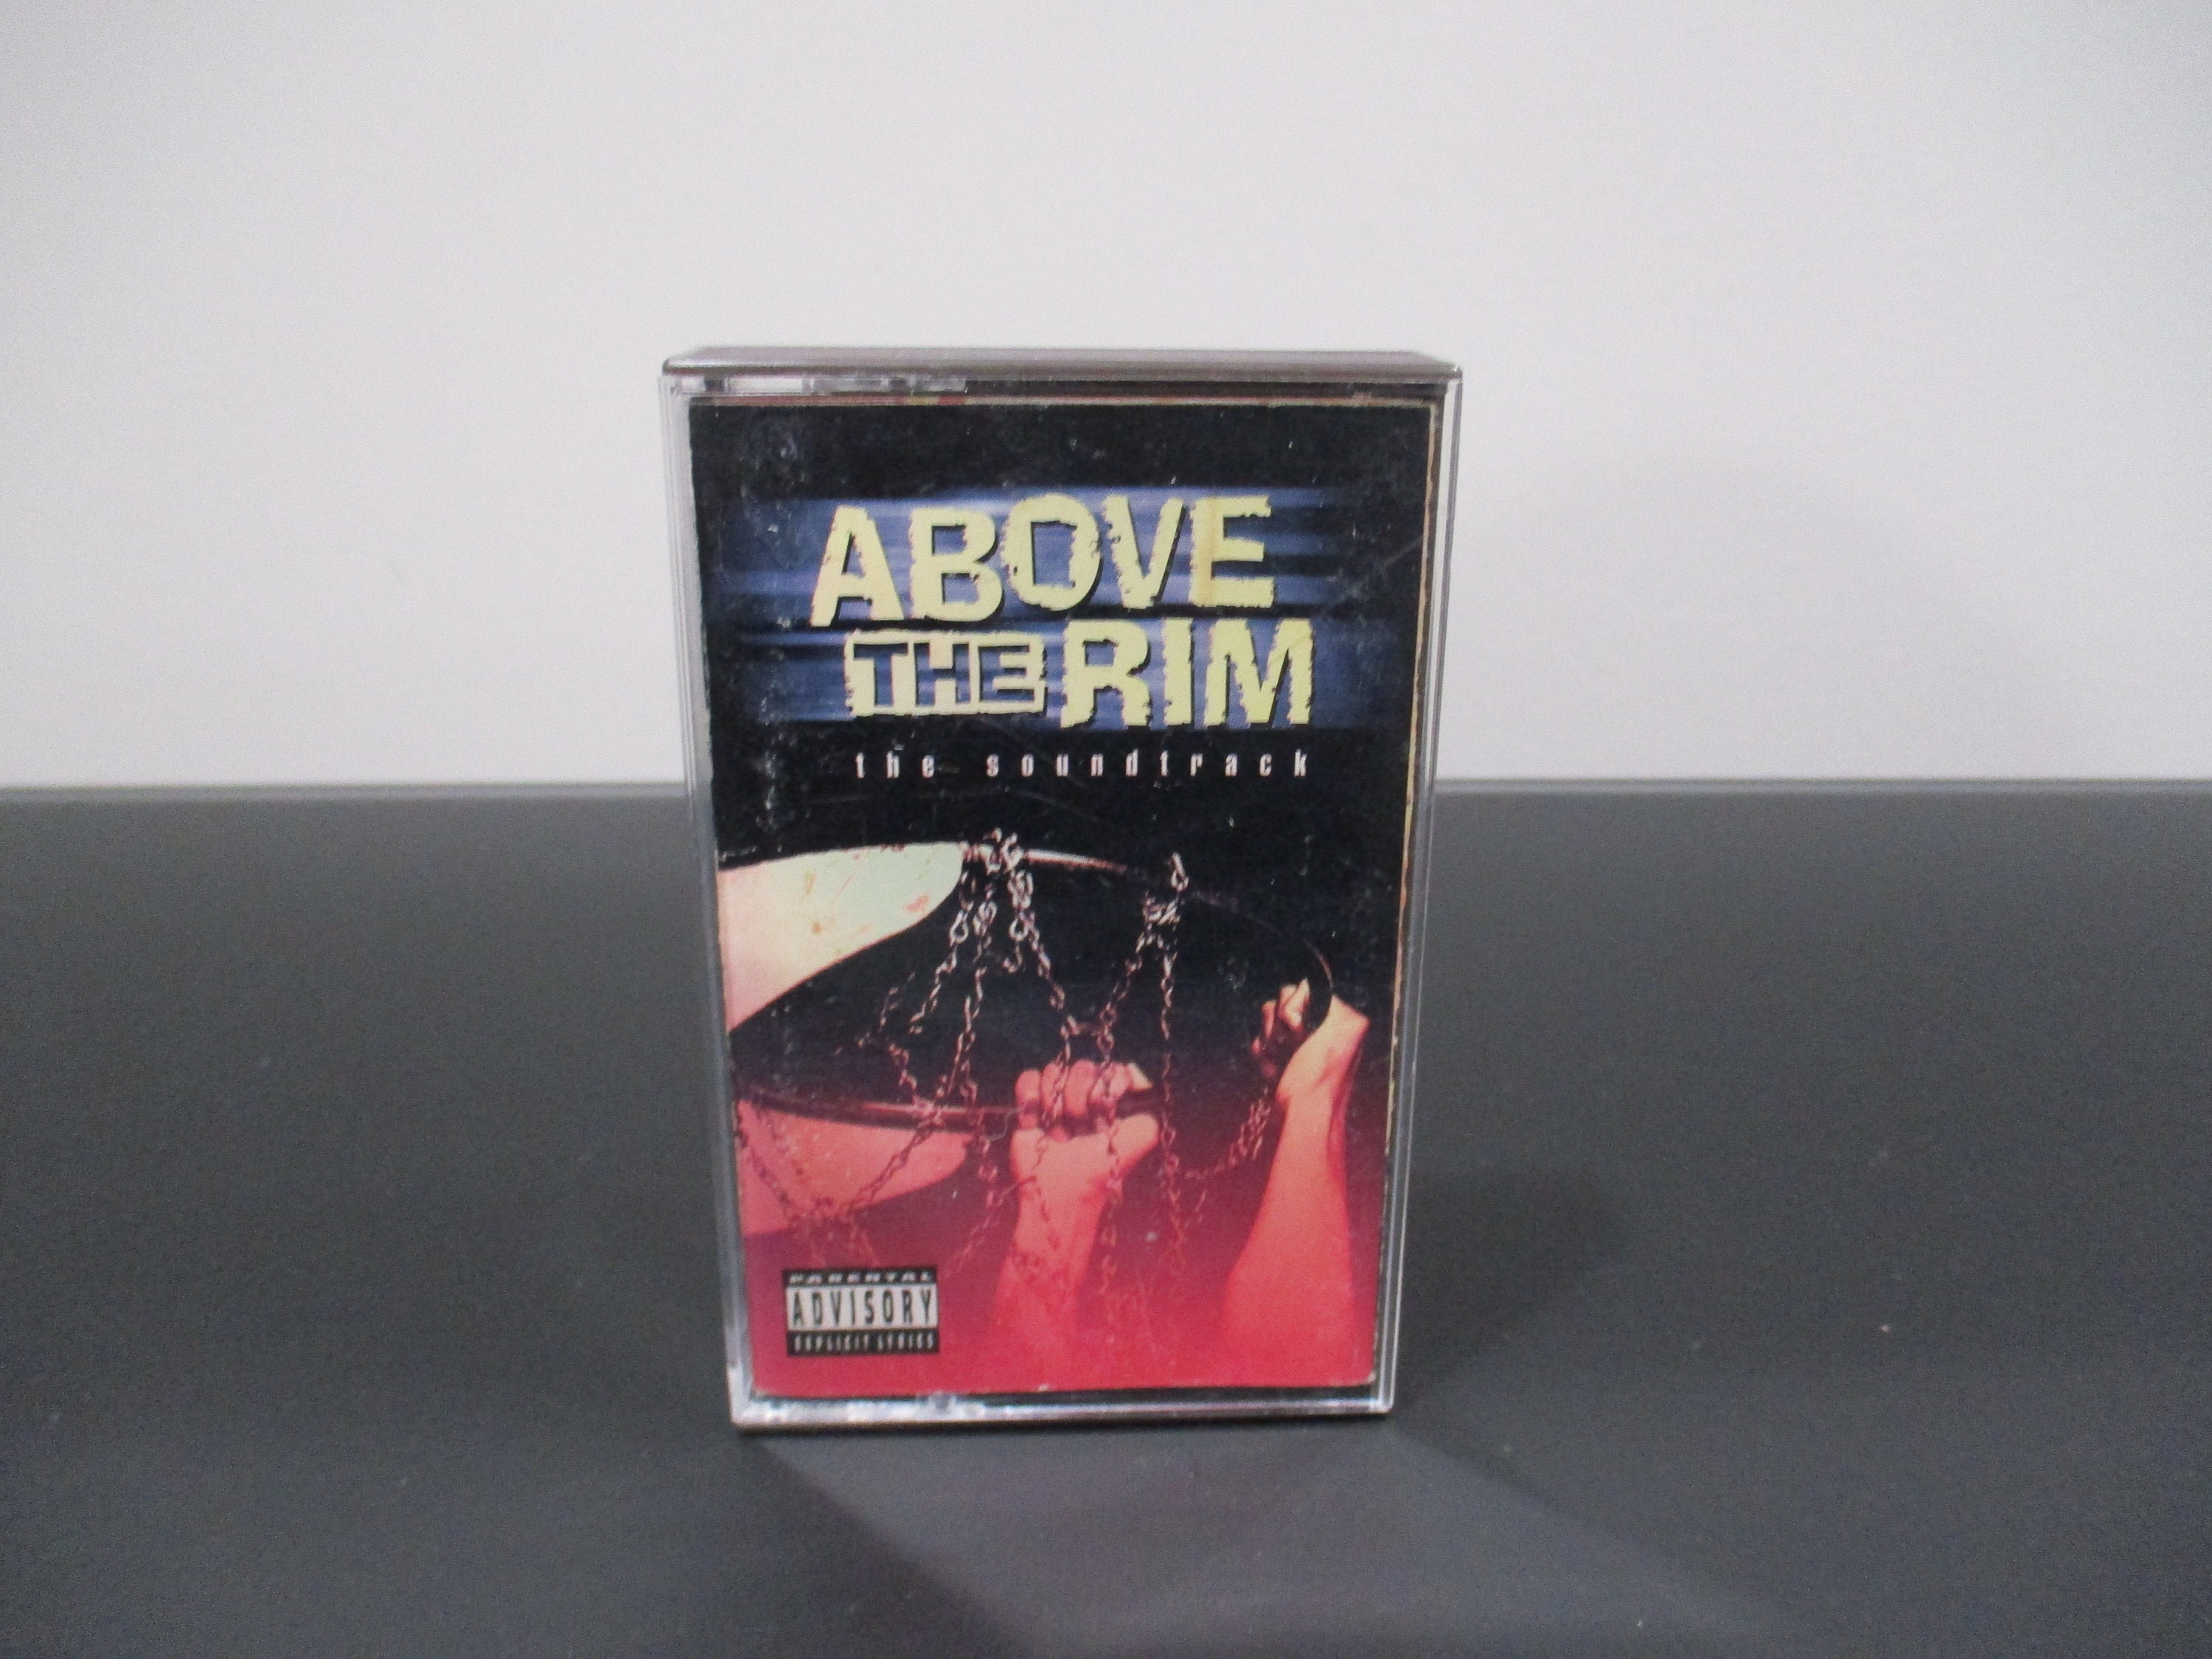 ABOVE
THE RIM
the soundtrack
PARENTAL
ADVISORY
EXPLICIT LYRICS